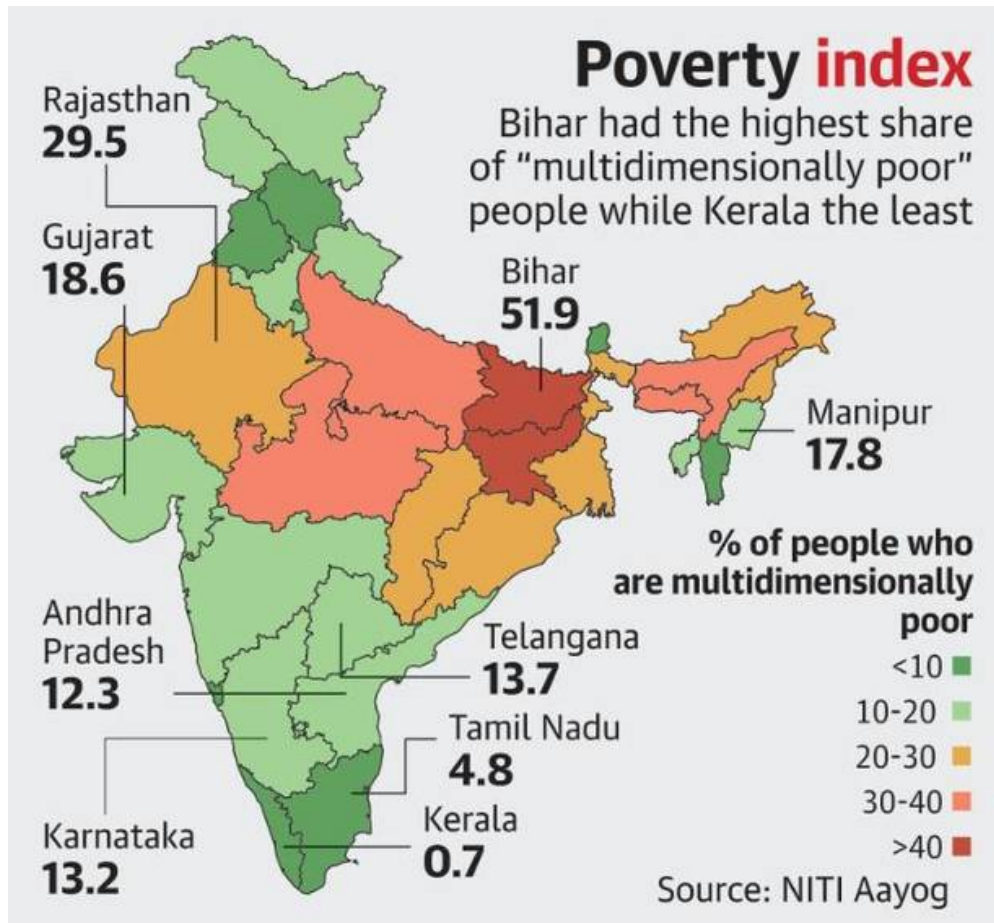 Poverty index
Bihar had the highest share
of “multidimensionally poor”
people while Kerala the least
Rajasthan
29.5
Gujarat
18.6
Bihar
51.9
Manipur
17.8
Andhra
Pradesh
12.3
Telangana
13.7
Tamil Nadu
4.8
Karnataka
13.2
Kerala
0.7
% of people who
are multidimensionally
poor
<10
10-20
20-30
30-40
>40
Source: NITI Aayog